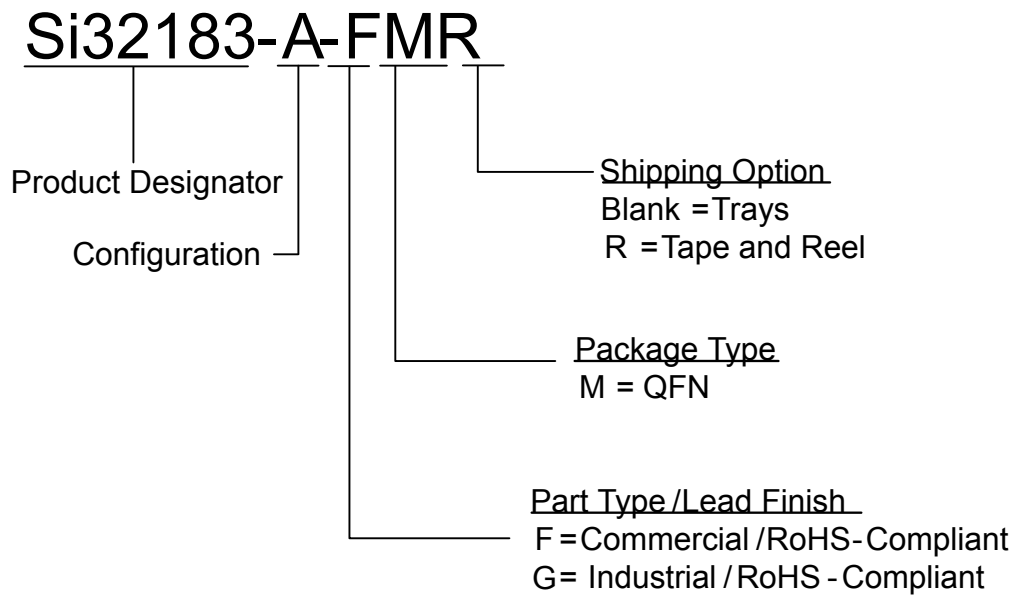 Si32183-A-FMR
Product Designator
Configuration
Shipping Option
Blank =Trays
R =Tape and Reel
Package Type
M = QFN
Part Type /Lead Finish
F =Commercial /RoHS-Compliant
G= Industrial / RoHS -Compliant